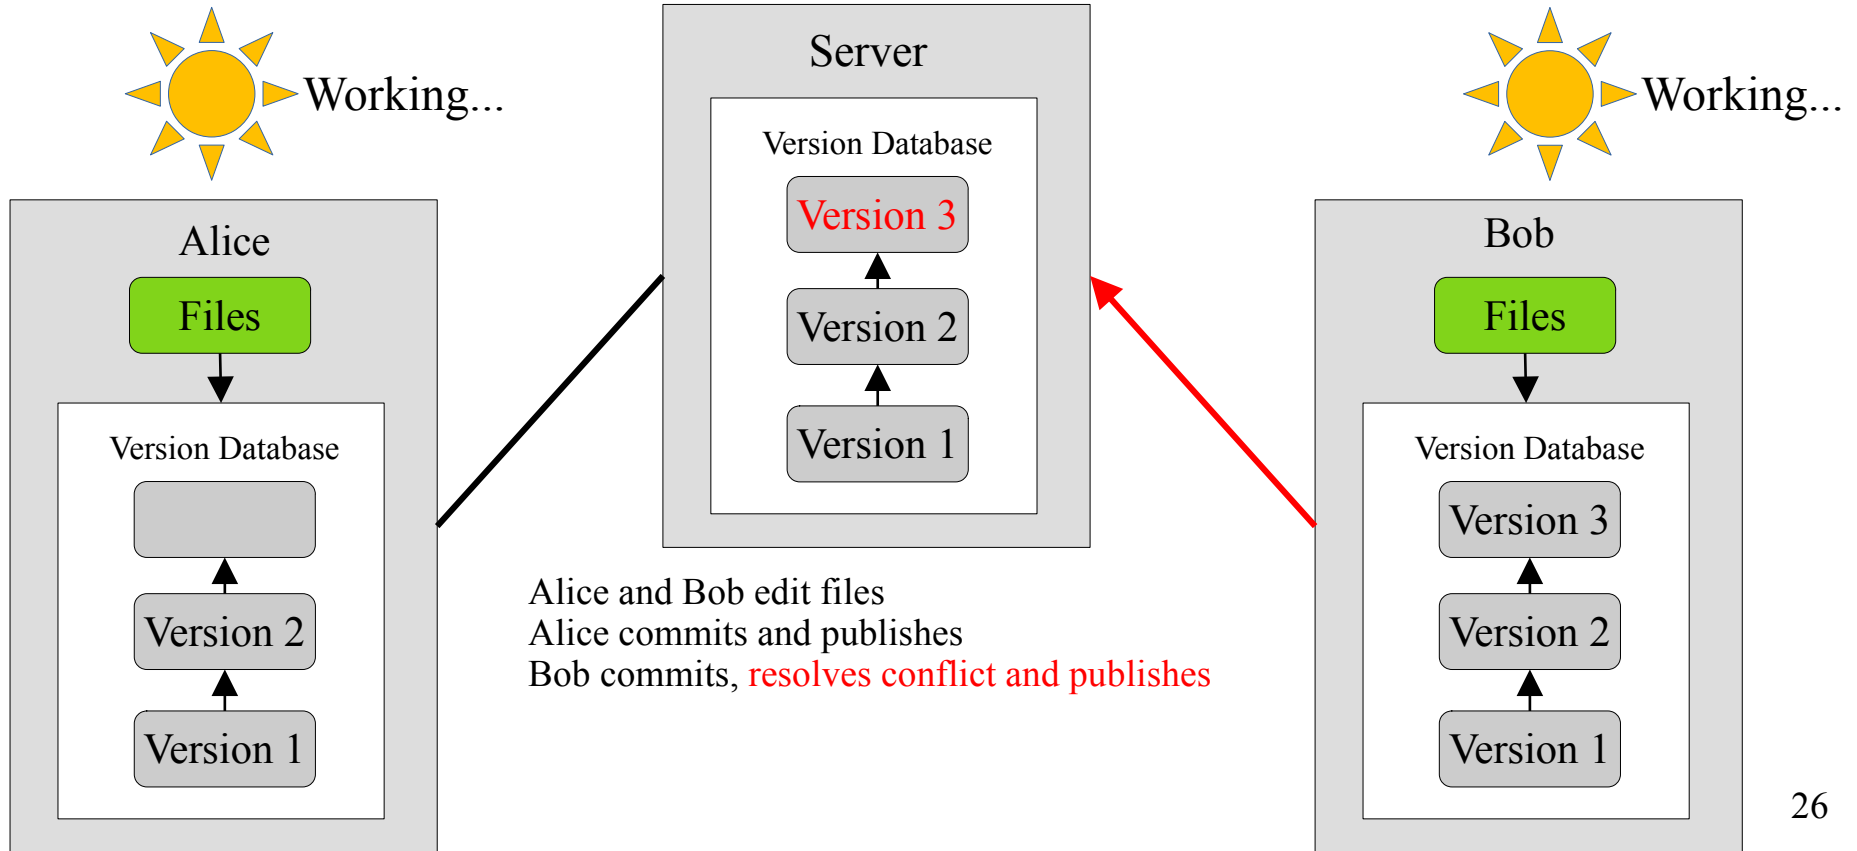 Working...
Server
Version Database
Version 3
Version 2
Version 1
Working...
Alice
Files
Version Database
Version 2
Version 1
Bob
Files
Version Database
Version 3
Version 2
Version 1
Alice and Bob edit files
Alice commits and publishes
Bob commits, resolves conflict and publishes
26